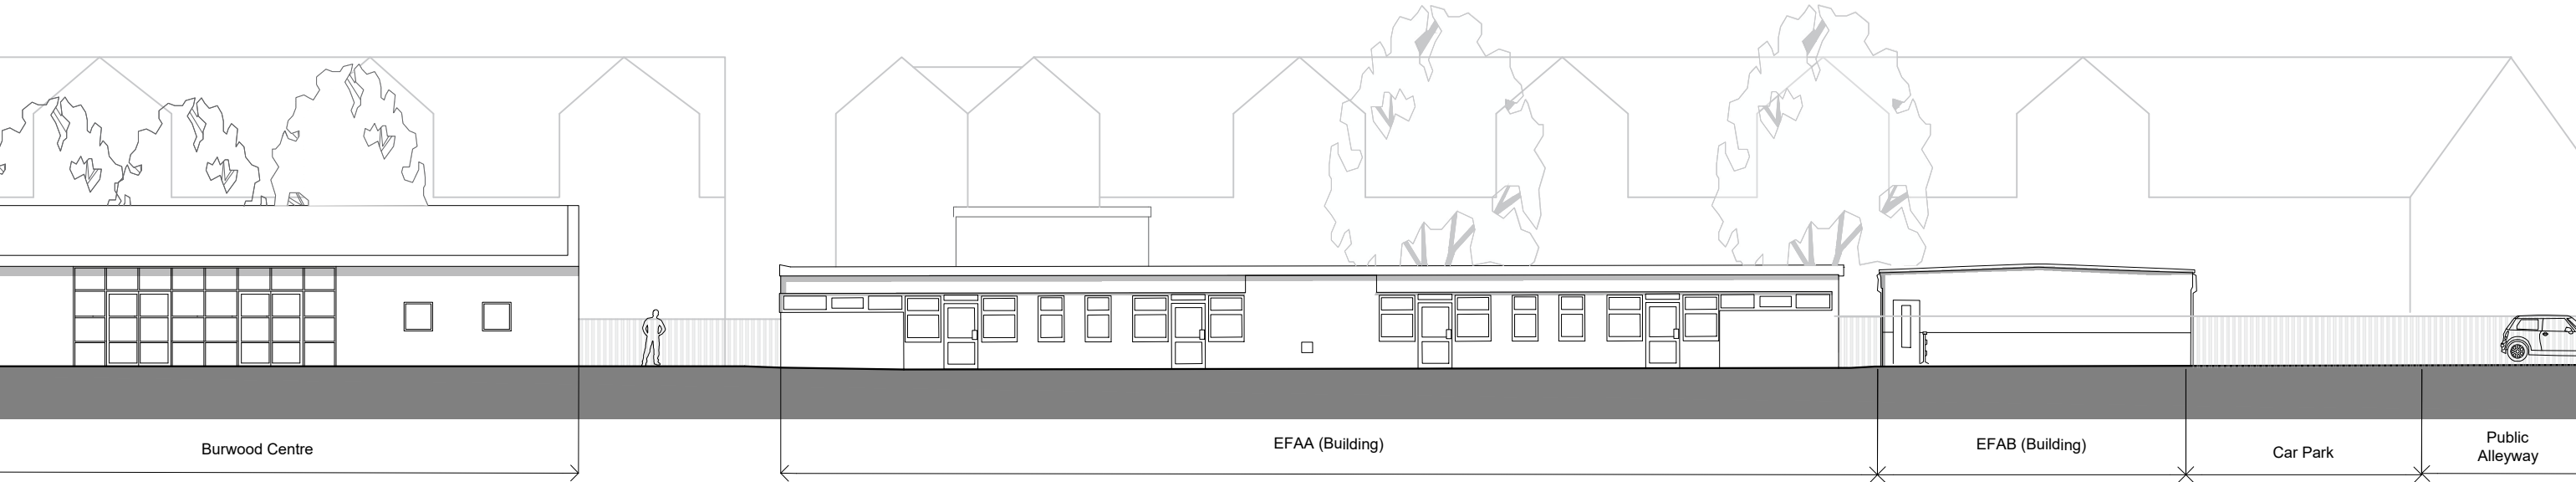 Burwood Centre
EFAA (Building)
EFAB (Building)
Car Park
Public
Alleyway